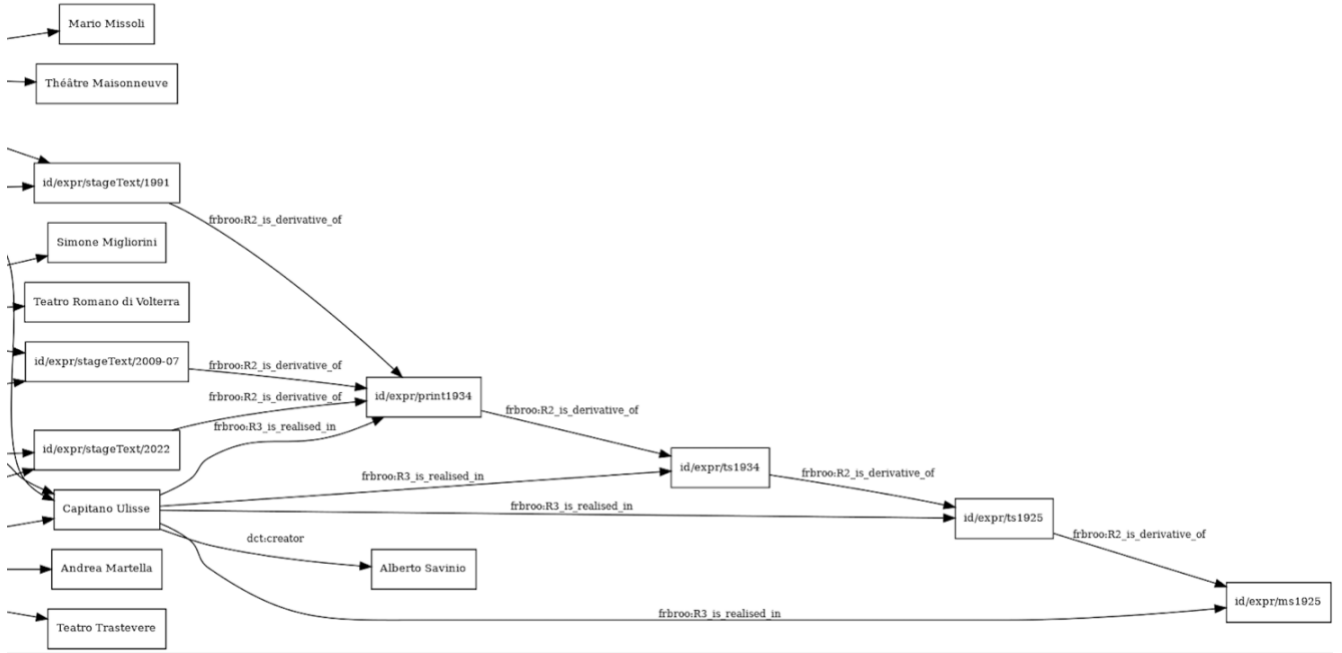 Mario Missoli
Théâtre Maisonneuve
id/expr/stageText/1991
frbroo:R2_is_derivative_of
Simone Migliorini
Teatro Romano di Volterra
id/expr/stageText/2009-07
frbroo:R2_is_derivative_of
id/expr/print1934
frbroo:R2_is_derivative_of
frbroo:R2_is_derivative_of
frbroo:R3_is_realised_in
id/expr/stageText/2022
id/expr/ts1934
frbroo:R3_is_realised_in
frbroo:R2_is_derivative_of
Capitano Ulisse
frbroo:R3_is_realised_in
id/expr/ts1925
frbroo:R2_is_derivative_of
dct:creator
Andrea Martella
Alberto Savinio
id/expr/ms1925
frbroo:R3_is_realised_in
Teatro Trastevere